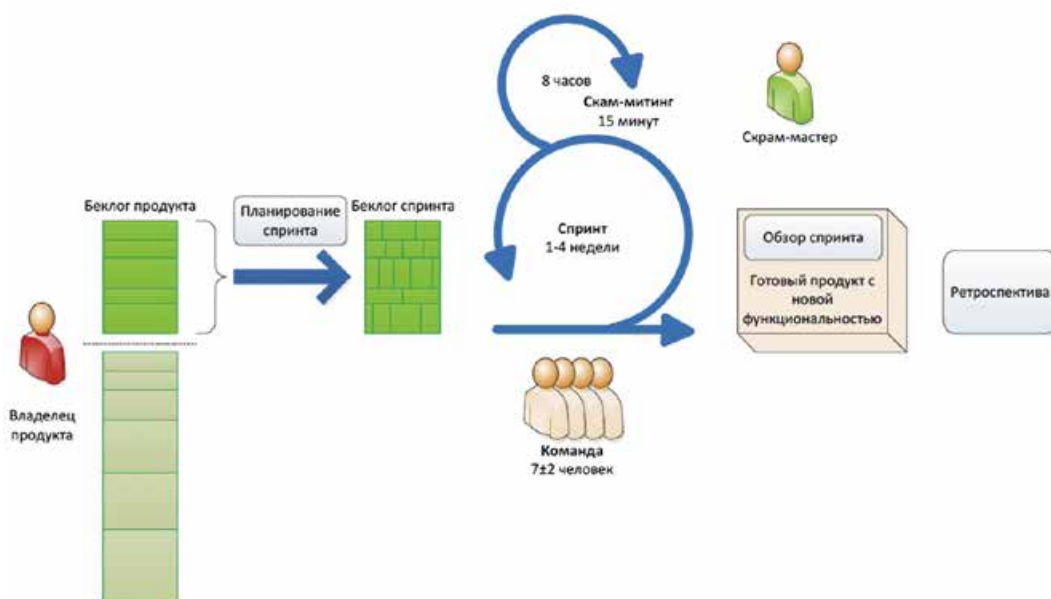 8 часов
Скам-митинг
15 минут
Скрам-мастер
Беклог продукта
Планирование
спринта
Беклог спринта
Спринт
1-4 недели
Обзор спринта
Готовый продукт с
новой
функциональностью
Ретроспектива
Владелец
продукта
Команда
7±2 человек